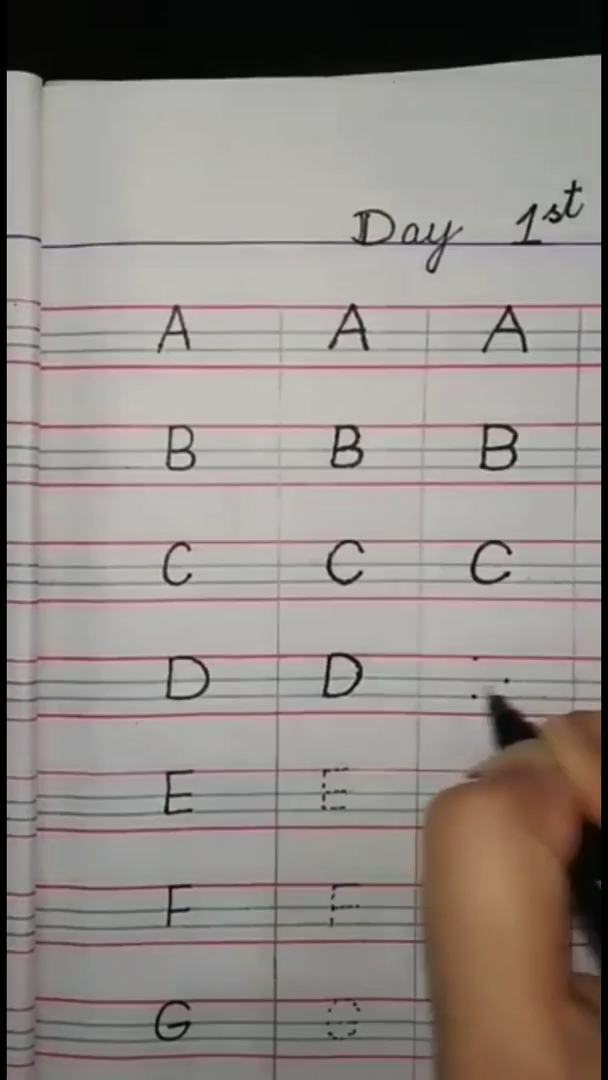 Day 1st
A A A
B B B
C C C
D D
E E
F F
G G